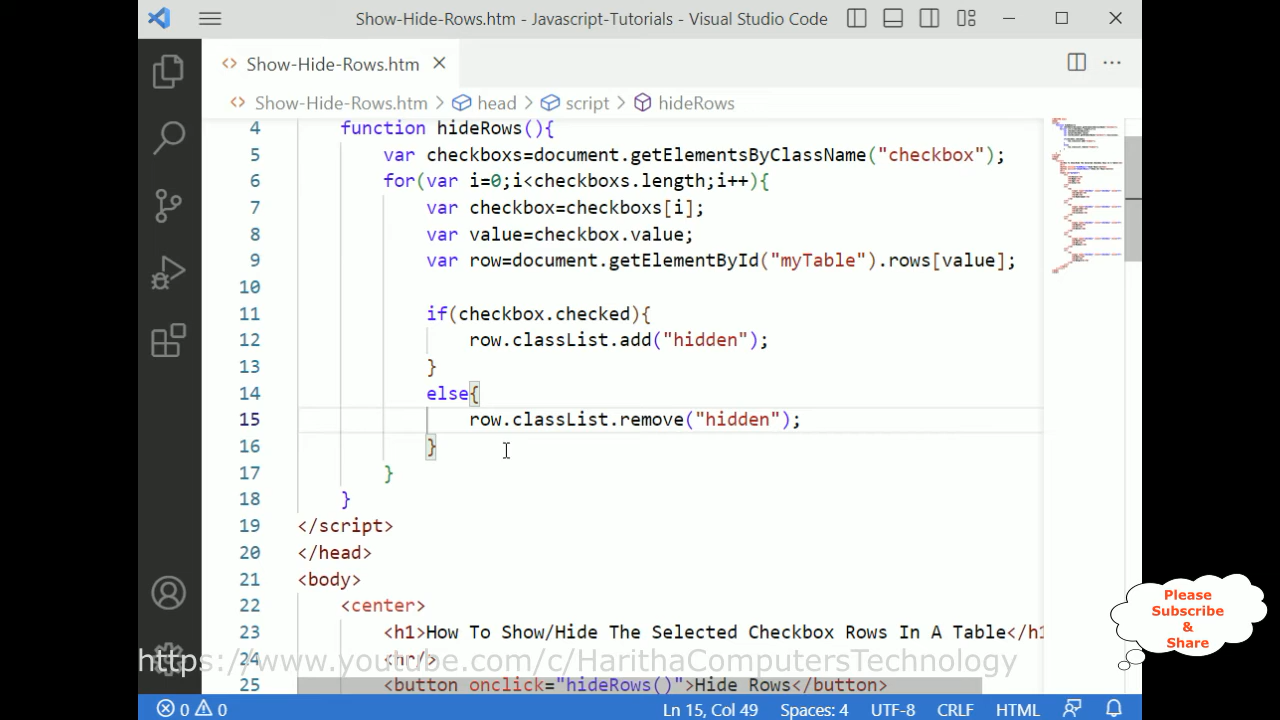 Show-Hide-Rows.htm - Javascript-Tutorials - Visual Studio Code
Show-Hide-Rows.htm
Show-Hide-Rows.htm > head > script > hideRows
4 function hideRows(){
5 var checkboxs=document.getElementsByClassName("checkbox");
6 for(var i=0;i<checkboxs.length;i++){
7 var checkbox=checkboxs[i];
8 var value=checkbox.value;
9 var row=document.getElementById("myTable").rows[value];
10
11 if(checkbox.checked){
12 row.classList.add("hidden");
13 }
14 else{
15 row.classList.remove("hidden");
16 }
17 }
18 }
19 </script>
20 </head>
21 <body>
22 <center>
23 <h1>How To Show/Hide The Selected Checkbox Rows In A Table</h1
24 <hr/>
25 <button onclick="hideRows()">Hide Rows</button>
https://www.youtube.com/c/HarithaComputersTechnology
Please
Subscribe
&
Share
0 0 Ln 15, Col 49 Spaces: 4 UTF-8 CRLF HTML